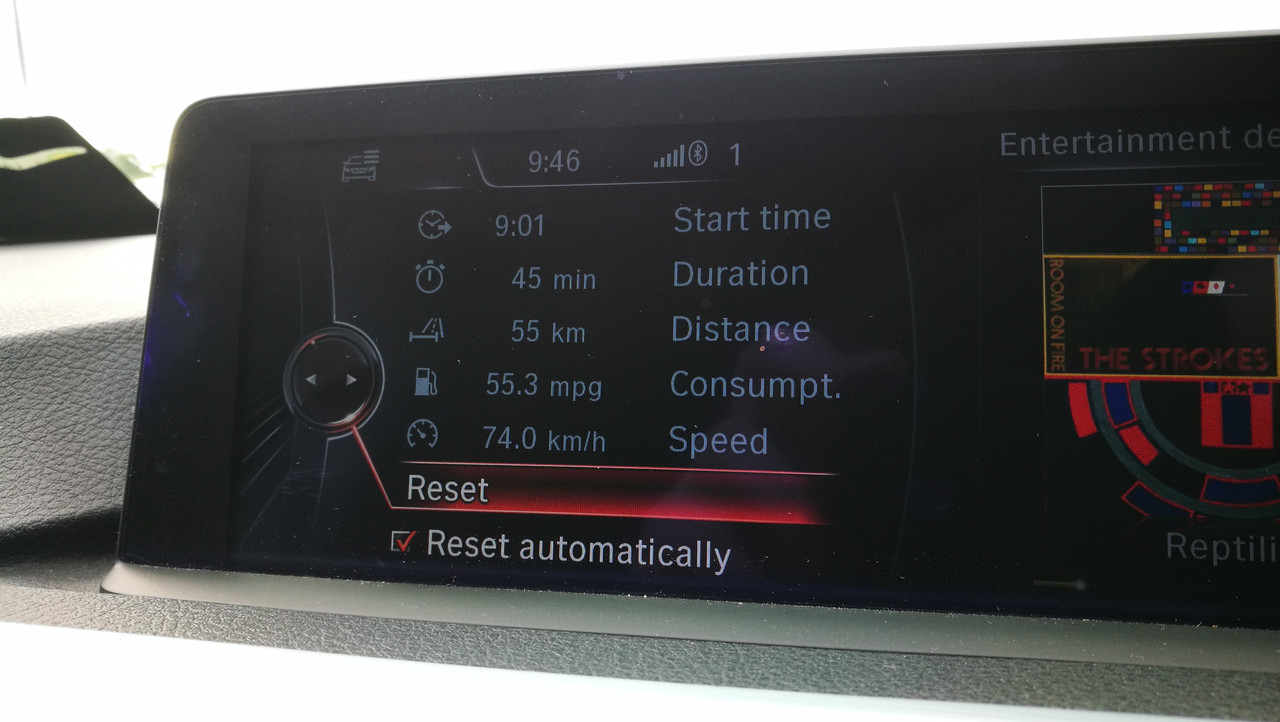 9:46 1
9:01 Start time
45 min Duration
55 km Distance
55.3 mpg Consumpt.
74.0 km/h Speed
Reset
Reset automatically
Entertainment de
ROOM ON FIRE
THE STROKES
Reptili